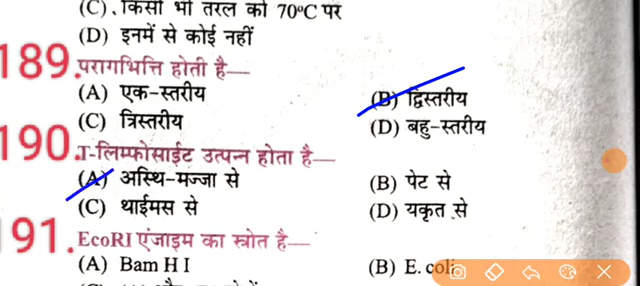 (C) किसी भी तरल को 70°C पर
(D) इनमें से कोई नहीं
189. परागभित्ति होती है—
(A) एक-स्तरीय (B) द्विस्तरीय
(C) त्रिस्तरीय (D) बहु-स्तरीय
190. T-लिम्फोसाईट उत्पन्न होता है—
(A) अस्थि-मज्जा से (B) पेट से
(C) थाईमस से (D) यकृत से
191. EcoRI एंजाइम का स्त्रोत है—
(A) Bam H I (B) E. coli